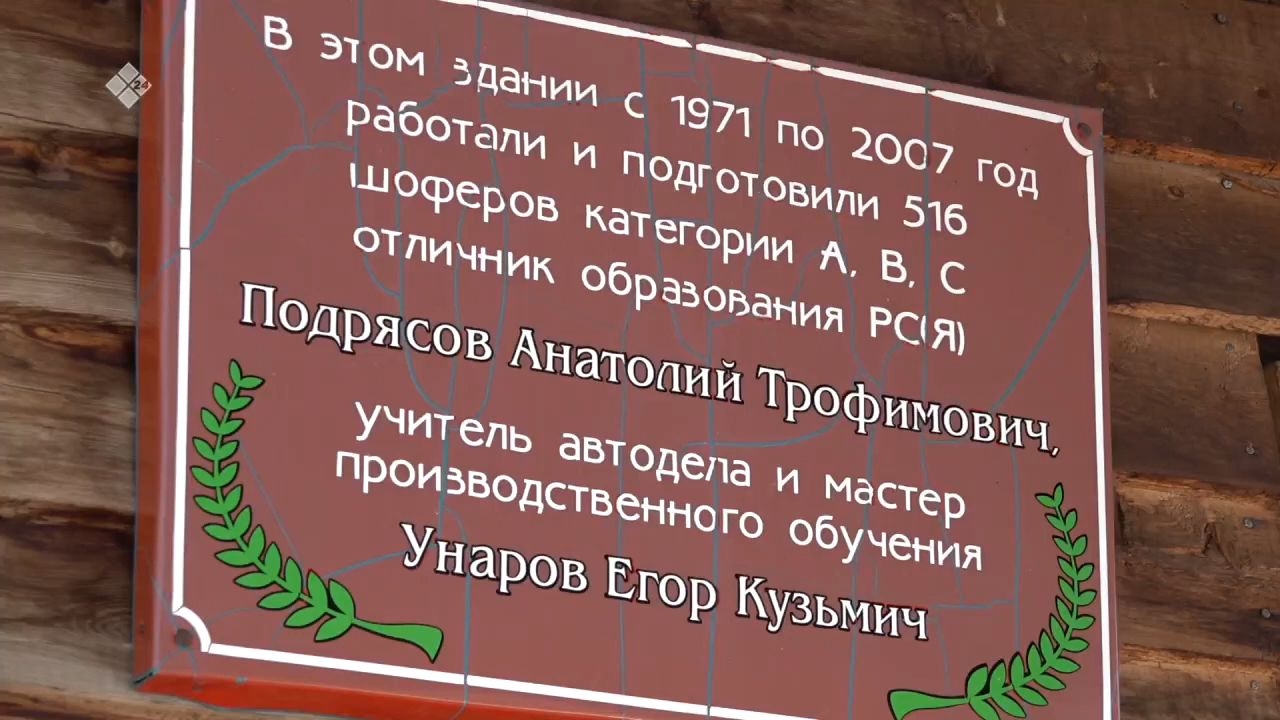 24
В этом здании с 1971 по 2007 год
работали и подготовили 516
шоферов категории А, В, С
отличник образования РС(Я)
Подрясов Анатолий Трофимович,
учитель автодела и мастер
производственного обучения
Унаров Егор Кузьмич